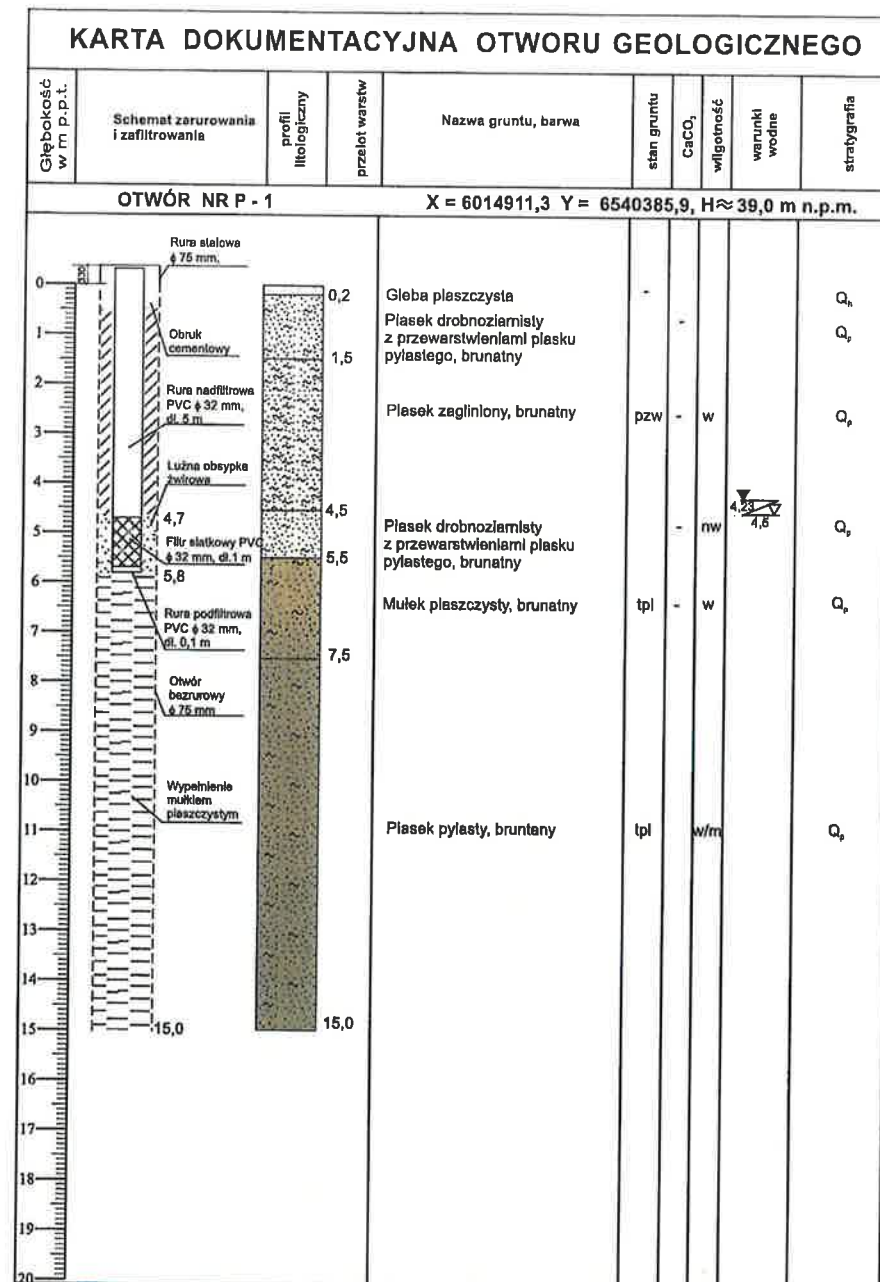 KARTA DOKUMENTACYJNA OTWORU GEOLOGICZNEGO
Głębokość
w m p.p.t.
Schemat zarurowania
i zafiltrowania
profil
litologiczny
przelot warstw
Nazwa gruntu, barwa
stan gruntu
CaCO₃
wilgotność
warunki
wodne
stratygrafia
OTWÓR NR P - 1
X = 6014911,3 Y = 6540385,9, H≈ 39,0 m n.p.m.
Rura stalowa
ϕ 75 mm,
0
0,2
Gleba piaszczysta
-
Qₕ
1
Obruk
cementowy
Piasek drobnoziarnisty
z przewarstwieniami piasku
pylastego, brunatny
-
Qₚ
1,5
2
Rura nadfiltrowa
PVC ϕ 32 mm,
dł. 5 m
Piasek zagliniony, brunatny
pzw
-
w
Qₚ
3
Luźna obsypka
żwirowa
4
4,5
4,23
4,5
4,7
5
Filtr siatkowy PVC
ϕ 32 mm, dł.1 m
Piasek drobnoziarnisty
z przewarstwieniami piasku
pylastego, brunatny
-
nw
Qₚ
5,5
5,8
6
Rura podfiltrowa
PVC ϕ 32 mm,
dł. 0,1 m
Mułek piaszczysty, brunatny
tpl
-
w
Qₚ
7
7,5
8
Otwór
bezrurowy
ϕ 75 mm
9
10
Wypełnienie
mułkiem
piaszczystym
11
Piasek pylasty, bruntany
tpl
w/m
Qₚ
12
13
14
15
15,0
15,0
16
17
18
19
20